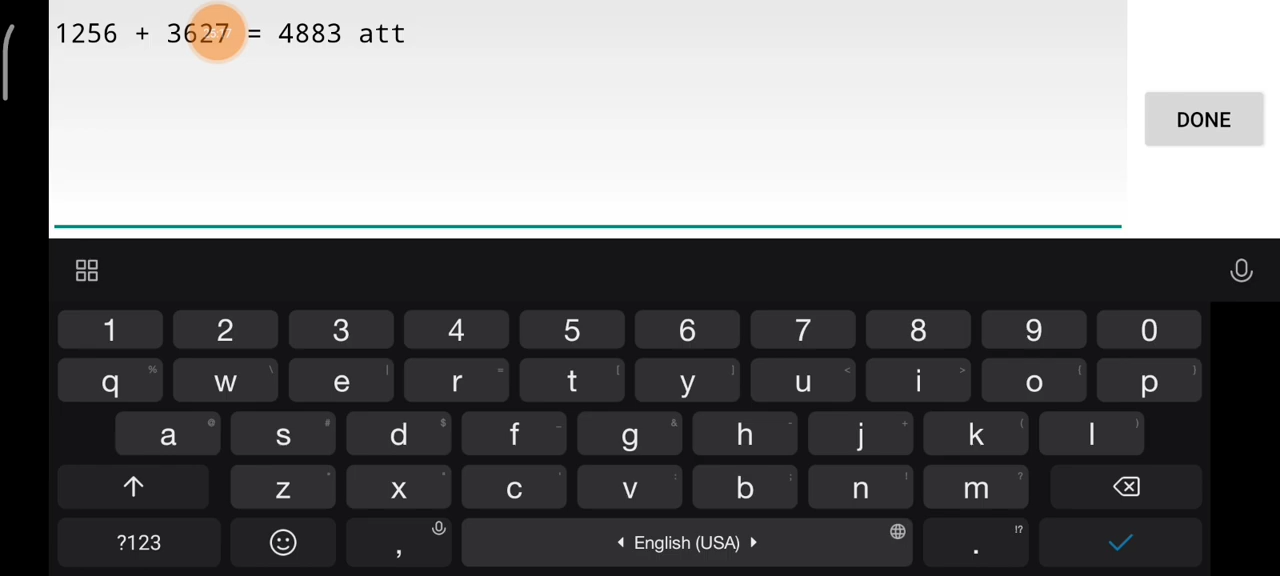 1256 + 3627 = 4883 att
DONE
1 2 3 4 5 6 7 8 9 0
q % w \ e | r = t [ y ] u < i > o { p }
a @ s # d $ f _ g & h - j + k ( l )
z x c v b n m
?123 , English (USA) . !?